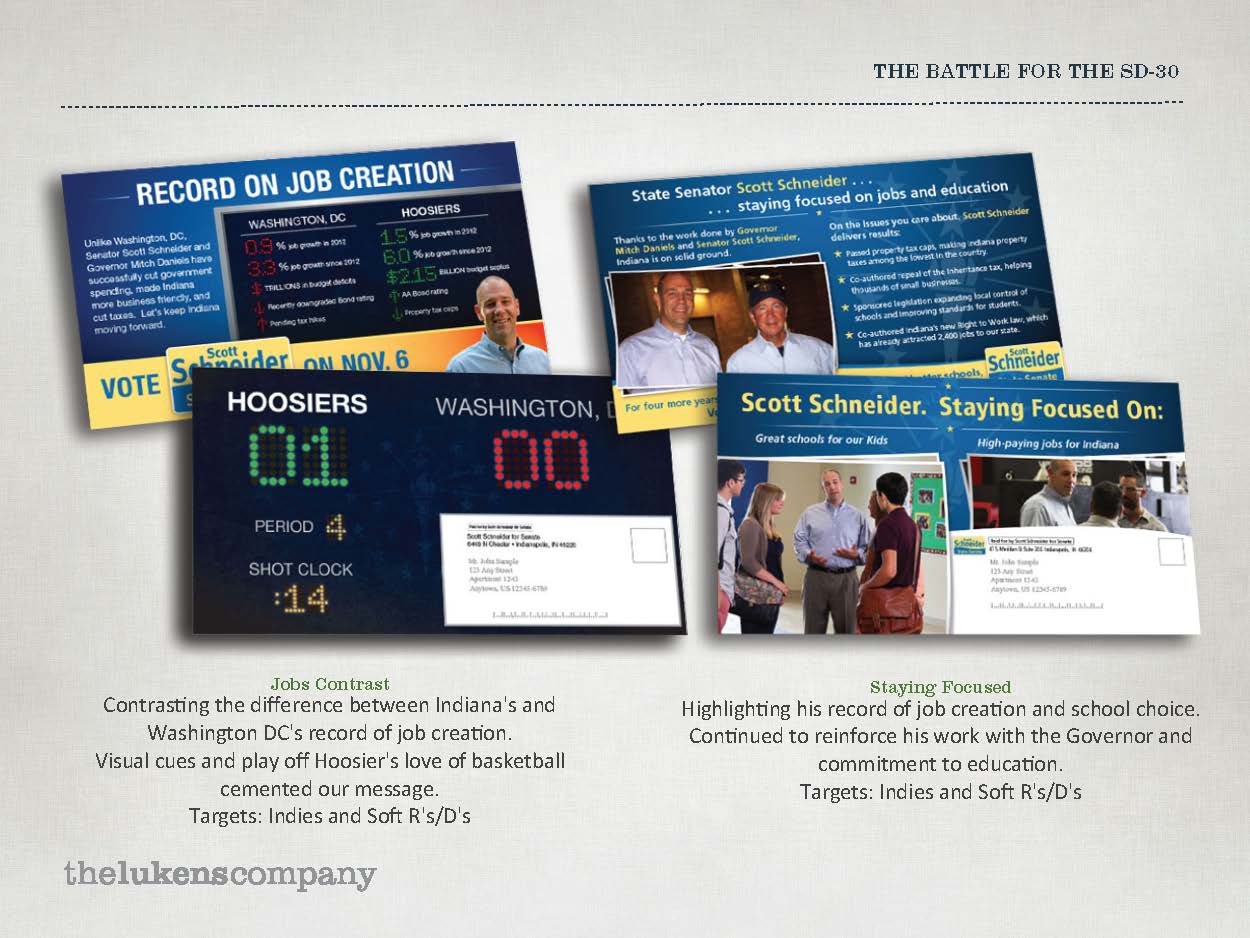 THE BATTLE FOR THE SD-30
RECORD ON JOB CREATION
Unlike Washington, DC,
Senator Scott Schneider and
Governor Mitch Daniels have
successfully cut government
spending, made Indiana
more business friendly, and
cut taxes. Let's keep Indiana
moving forward.
WASHINGTON, DC
0.9 % job growth in 2012
3.3 % job growth since 2012
$ TRILLIONS in budget deficits
↓ Recently downgraded Bond rating
↑ Pending tax hikes
HOOSIERS
1.5 % job growth in 2012
6.0 % job growth since 2012
$2.15 BILLION budget surplus
↑ AA Bond rating
↓ Property tax caps
VOTE Scott Schneider ON NOV. 6
State Senator Scott Schneider . . .
. . . staying focused on jobs and education
Thanks to the work done by Governor
Mitch Daniels and Senator Scott Schneider,
Indiana is on solid ground.
On the issues you care about, Scott Schneider
delivers results:
★ Passed property tax caps, making Indiana property
taxes among the lowest in the country.
★ Co-authored repeal of the Inheritance tax, helping
thousands of small businesses.
★ Sponsored legislation expanding local control of
schools and improving standards for students.
★ Co-authored Indiana's new Right to Work law, which
has already attracted 2,400 jobs to our state.
For four more years
schools,
Scott
Schneider
State Senate
HOOSIERS
WASHINGTON, D
01
00
PERIOD 4
SHOT CLOCK
:14
Paid for by Scott Schneider for Senate
Scott Schneider for Senate
Indianapolis, IN 46220
Mr. John Sample
123 Any Street
Apartment 1243
Anytown, US 12345-6789
Scott Schneider. Staying Focused On:
Great schools for our Kids
High-paying jobs for Indiana
Scott
Schneider
State Senate
Paid for by Scott Schneider for Senate
Indianapolis, IN
Mr. John Sample
123 Any Street
Apartment 1243
Anytown, US 12345-6789
Jobs Contrast
Contrasting the difference between Indiana's and
Washington DC's record of job creation.
Visual cues and play off Hoosier's love of basketball
cemented our message.
Targets: Indies and Soft R's/D's
Staying Focused
Highlighting his record of job creation and school choice.
Continued to reinforce his work with the Governor and
commitment to education.
Targets: Indies and Soft R's/D's
thelukenscompany